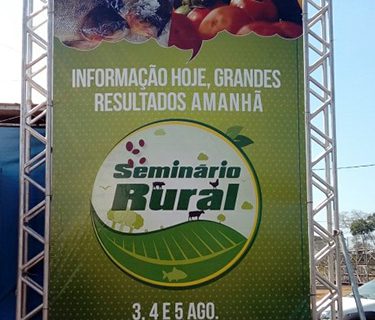 INFORMAÇÃO HOJE, GRANDES
RESULTADOS AMANHÃ
Seminário
Rural
3, 4 E 5 AGO.